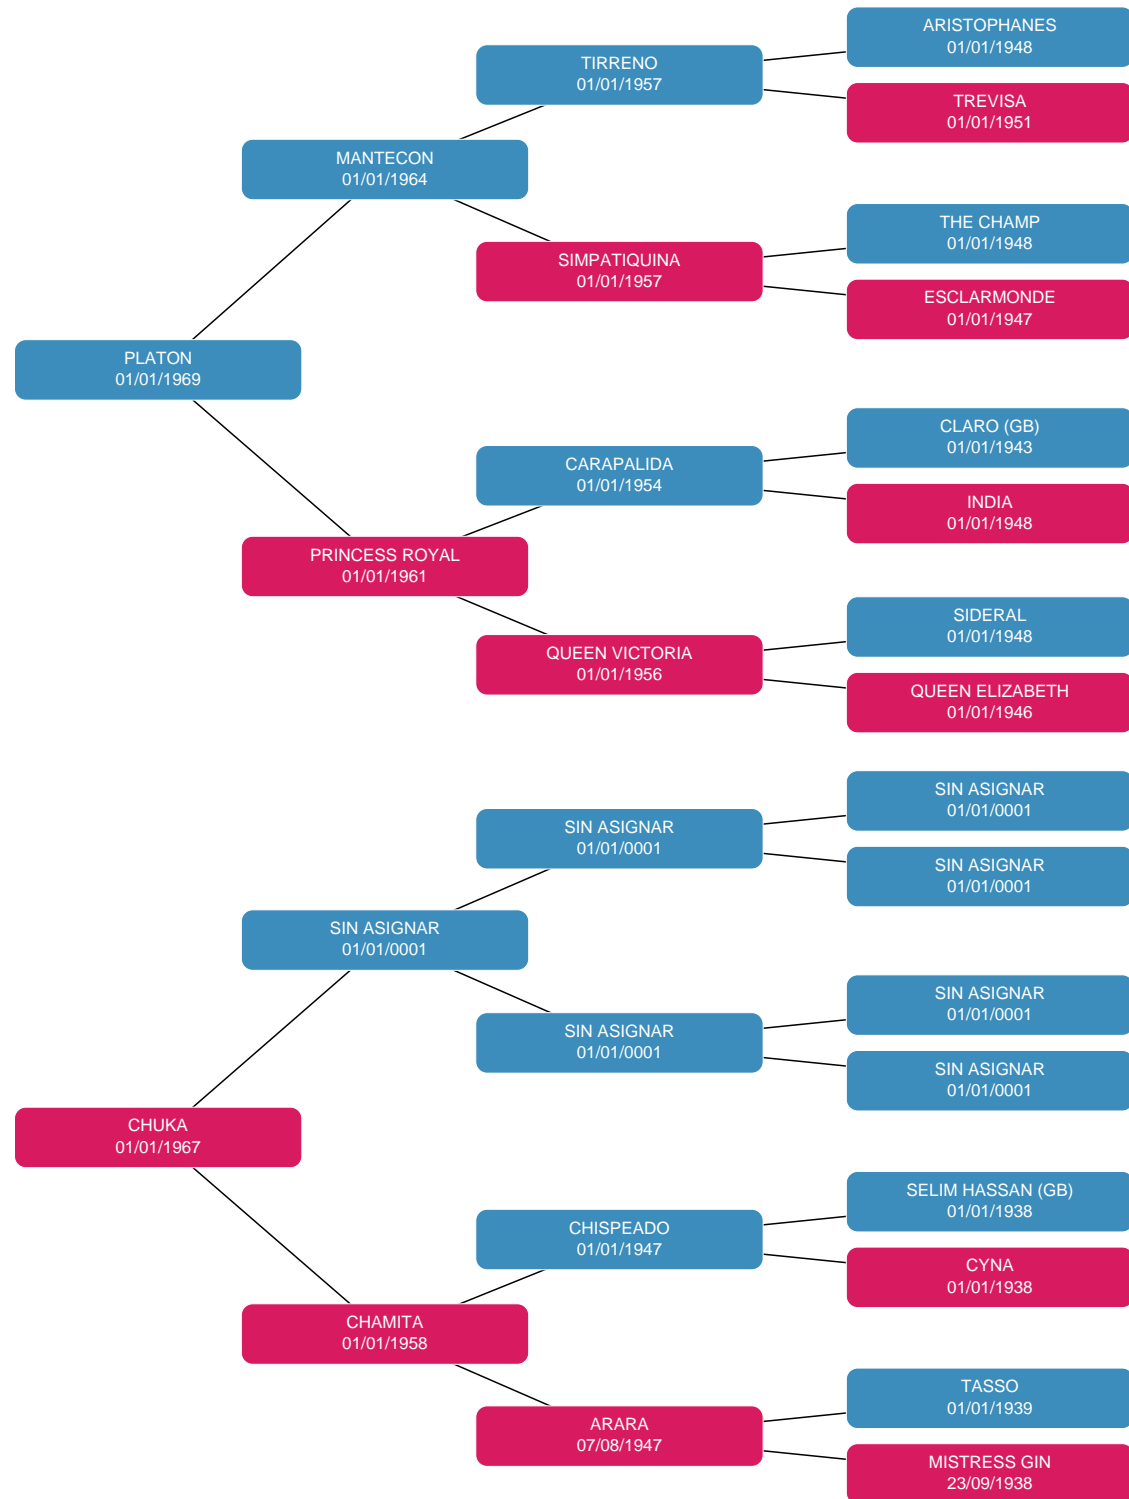 ARISTOPHANES
01/01/1948
TIRRENO
01/01/1957
TREVISA
01/01/1951
MANTECON
01/01/1964
THE CHAMP
01/01/1948
SIMPATIQUINA
01/01/1957
ESCLARMONDE
01/01/1947
PLATON
01/01/1969
CLARO (GB)
01/01/1943
CARAPALIDA
01/01/1954
INDIA
01/01/1948
PRINCESS ROYAL
01/01/1961
SIDERAL
01/01/1948
QUEEN VICTORIA
01/01/1956
QUEEN ELIZABETH
01/01/1946
SIN ASIGNAR
01/01/0001
SIN ASIGNAR
01/01/0001
SIN ASIGNAR
01/01/0001
SIN ASIGNAR
01/01/0001
SIN ASIGNAR
01/01/0001
SIN ASIGNAR
01/01/0001
SIN ASIGNAR
01/01/0001
CHUKA
01/01/1967
SELIM HASSAN (GB)
01/01/1938
CHISPEADO
01/01/1947
CYNA
01/01/1938
CHAMITA
01/01/1958
TASSO
01/01/1939
ARARA
07/08/1947
MISTRESS GIN
23/09/1938